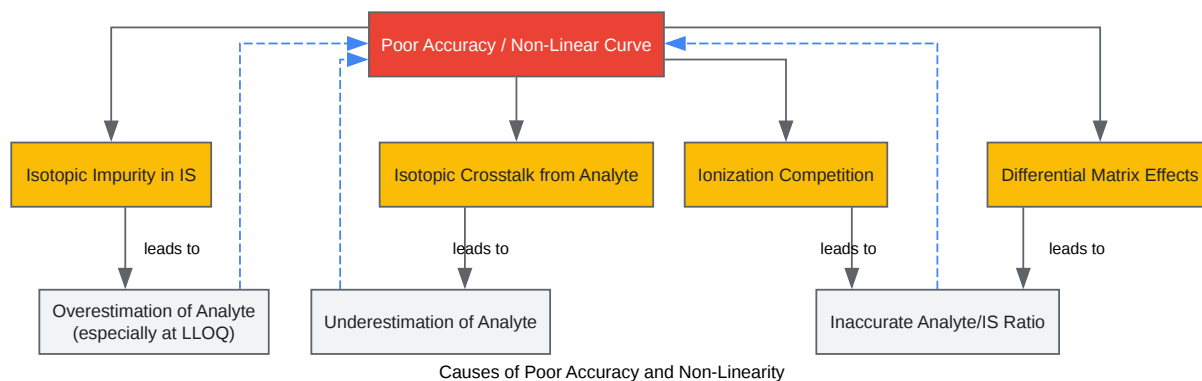 Poor Accuracy / Non-Linear Curve
Isotopic Impurity in IS
Isotopic Crosstalk from Analyte
Ionization Competition
Differential Matrix Effects
leads to
leads to
leads to
leads to
Overestimation of Analyte
(especially at LLOQ)
Underestimation of Analyte
Inaccurate Analyte/IS Ratio
Causes of Poor Accuracy and Non-Linearity